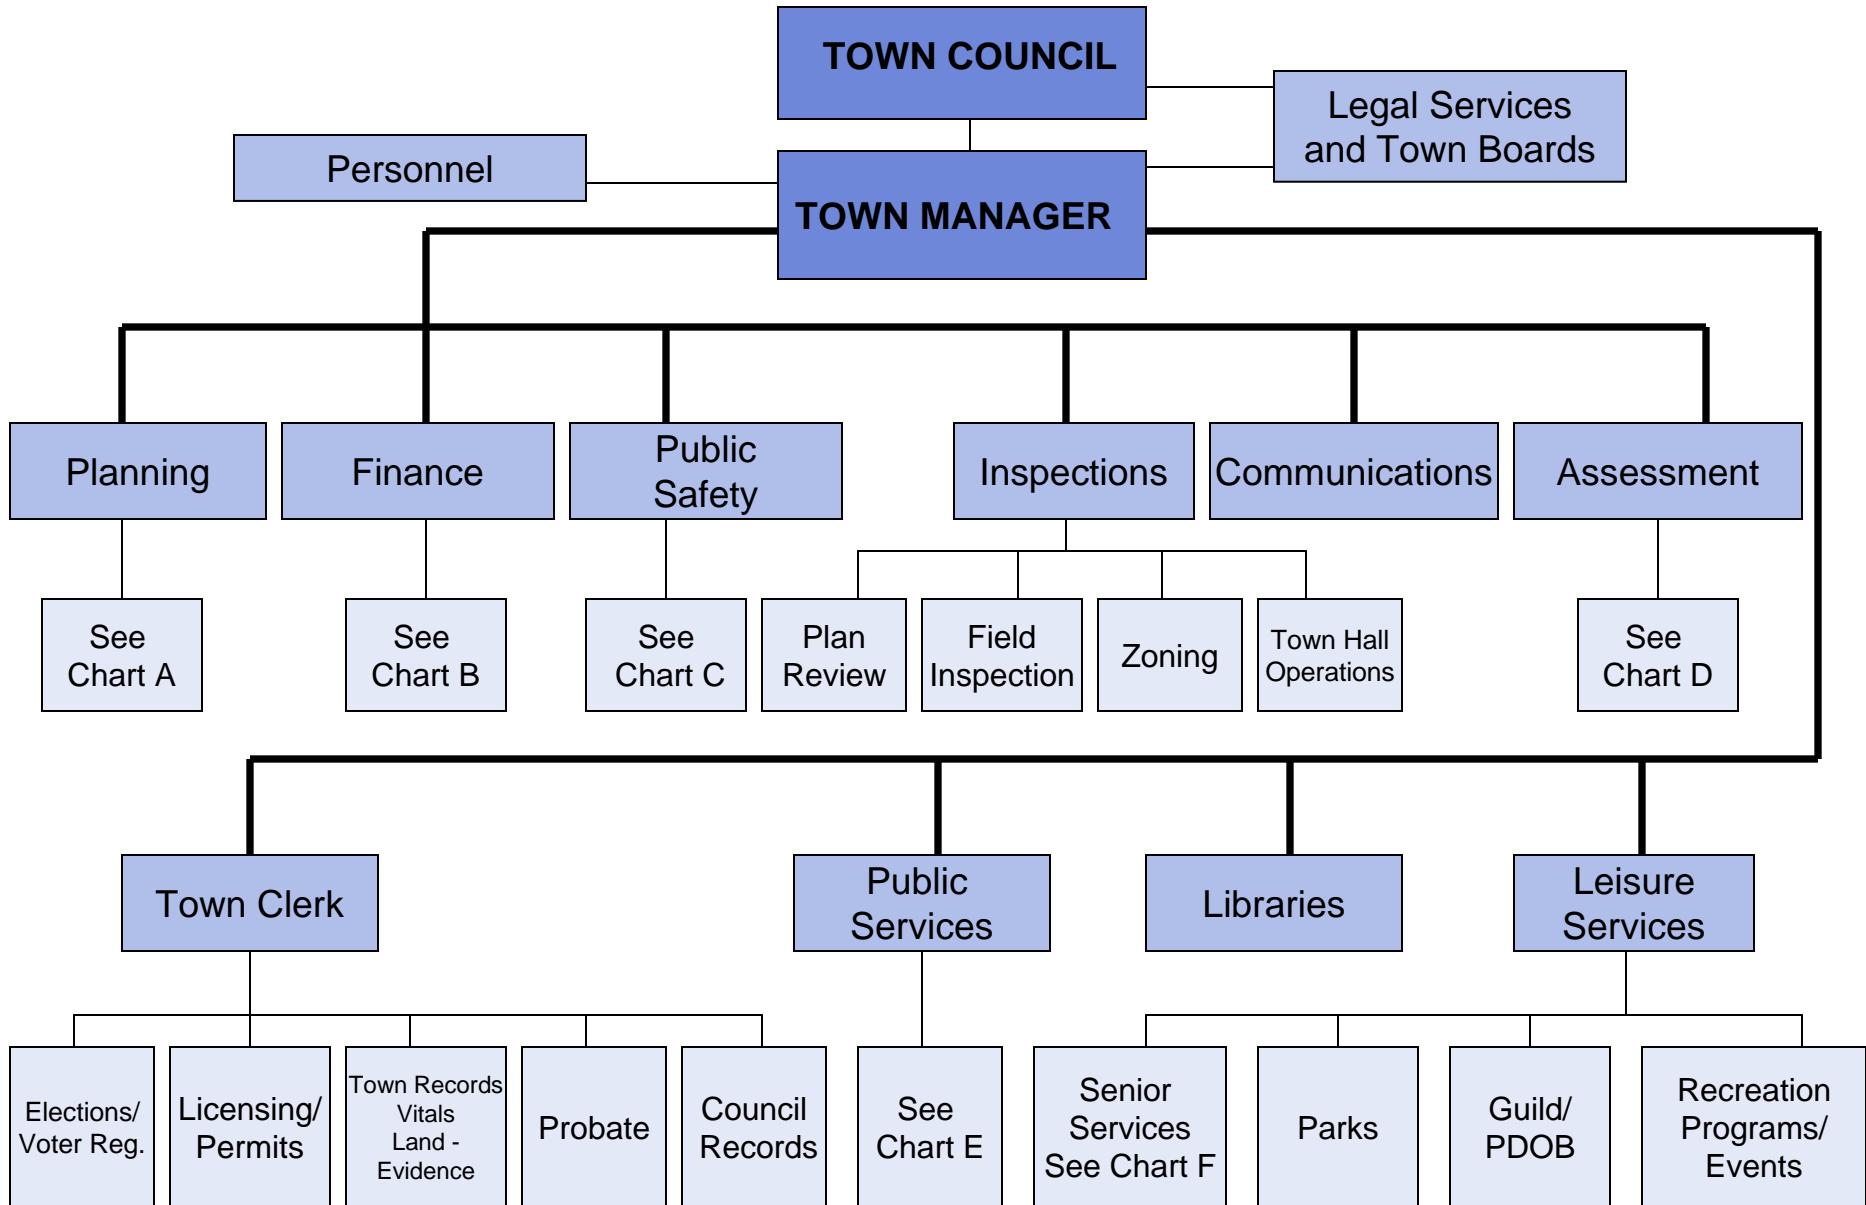 TOWN COUNCIL
Legal Services
and Town Boards
Personnel
TOWN MANAGER
Planning
Finance
Public
Safety
Inspections
Communications
Assessment
See
Chart A
See
Chart B
See
Chart C
Plan
Review
Field
Inspection
Zoning
Town Hall
Operations
See
Chart D
Town Clerk
Public
Services
Libraries
Leisure
Services
Elections/
Voter Reg.
Licensing/
Permits
Town Records
Vitals
Land -
Evidence
Probate
Council
Records
See
Chart E
Senior
Services
See Chart F
Parks
Guild/
PDOB
Recreation
Programs/
Events